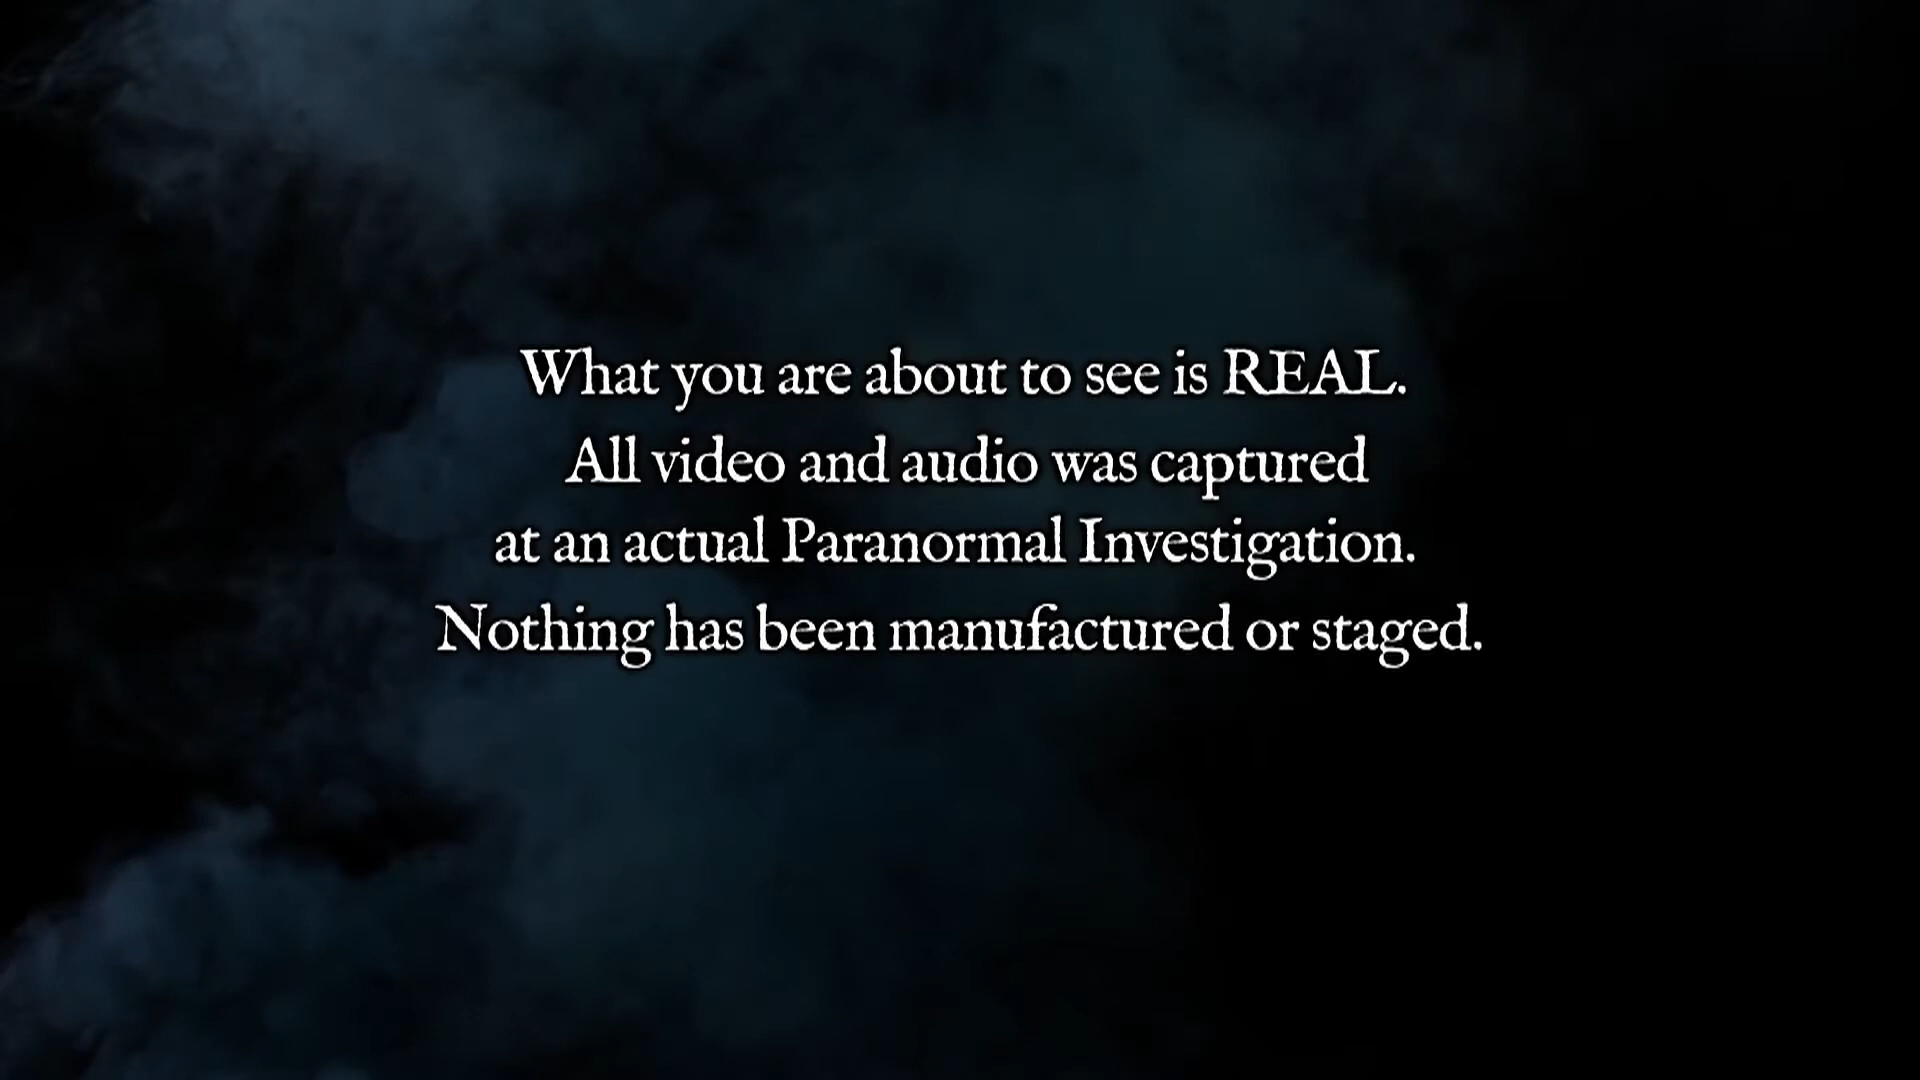 What you are about to see is REAL.
All video and audio was captured
at an actual Paranormal Investigation.
Nothing has been manufactured or staged.